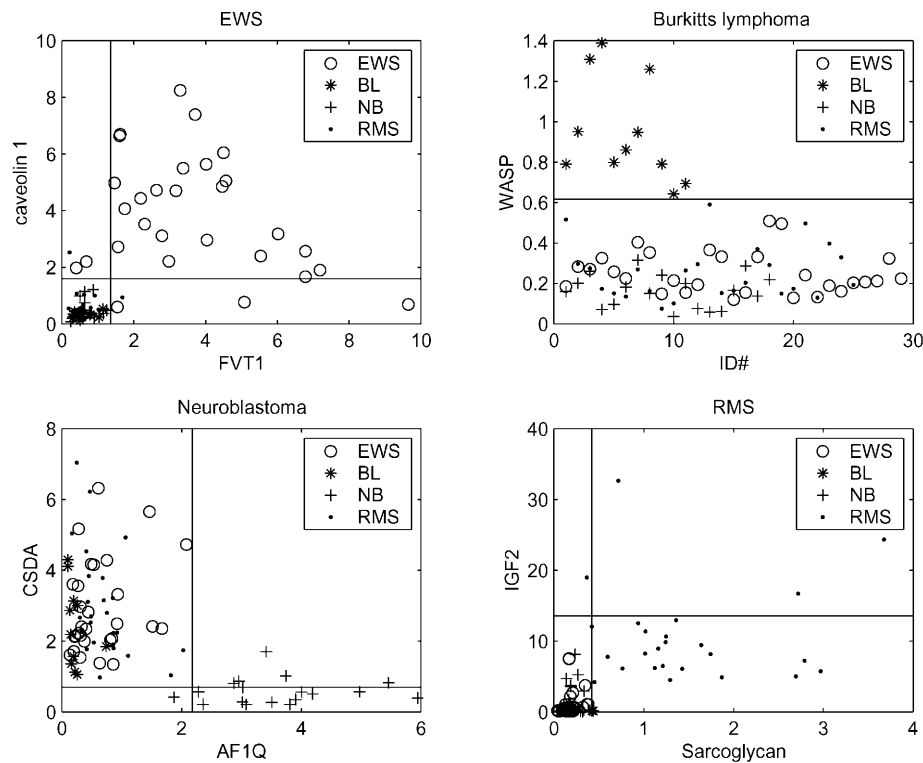 EWS
10
8
6
4
2
0
caveolin 1
0 2 4 6 8 10
FVT1
EWS
BL
NB
RMS
Burkitts lymphoma
1.4
1.2
1
0.8
0.6
0.4
0.2
0
WASP
0 10 20 30
ID#
EWS
BL
NB
RMS
Neuroblastoma
8
6
4
2
0
CSDA
0 2 4 6
AF1Q
EWS
BL
NB
RMS
RMS
40
30
20
10
0
IGF2
0 1 2 3 4
Sarcoglycan
EWS
BL
NB
RMS